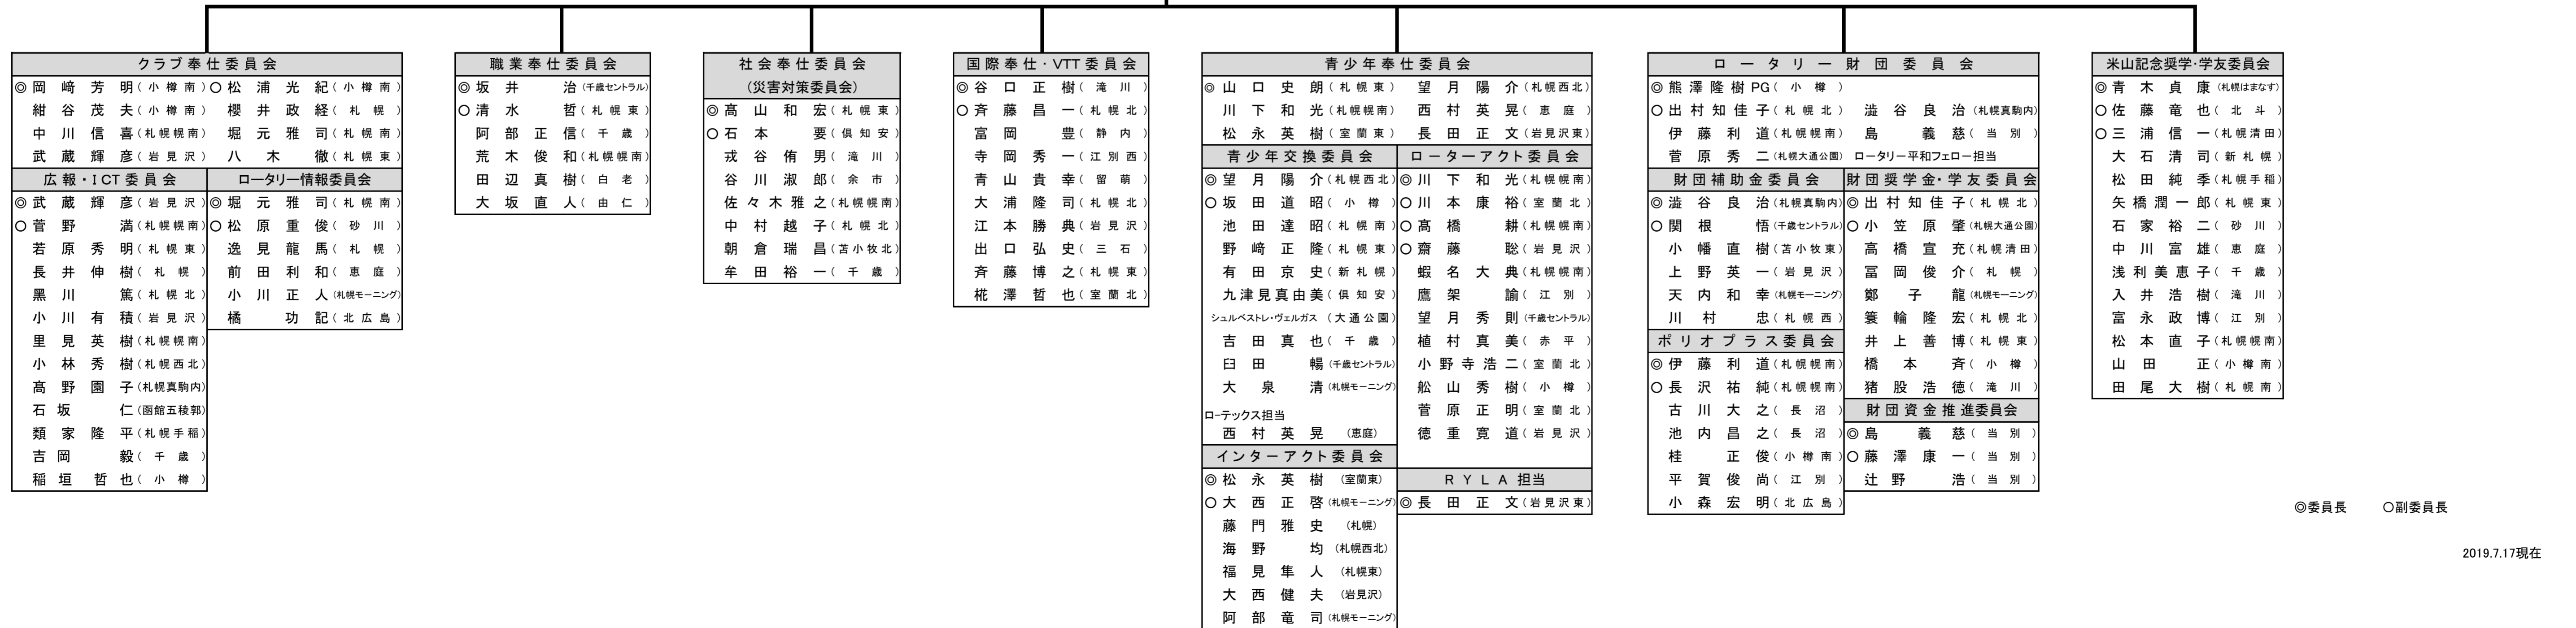 クラブ奉仕委員会
◎岡﨑芳明(小樽南) ○松浦光紀(小樽南)
紺谷茂夫(小樽南) 櫻井政経(札幌)
中川信喜(札幌幌南) 堀元雅司(札幌南)
武蔵輝彦(岩見沢) 八木徹(札幌東)
広報・ICT委員会
◎武蔵輝彦(岩見沢)
○菅野満(札幌幌南)
若原秀明(札幌東)
長井伸樹(札幌)
黒川篤(札幌北)
小川有積(岩見沢)
里見英樹(札幌幌南)
小林秀樹(札幌西北)
髙野園子(札幌真駒内)
石坂仁(函館五稜郭)
類家隆平(札幌手稲)
吉岡毅(千歳)
稲垣哲也(小樽)
ロータリー情報委員会
◎堀元雅司(札幌南)
○松原重俊(砂川)
逸見龍馬(札幌)
前田利和(恵庭)
小川正人(札幌モーニング)
橘功記(北広島)
職業奉仕委員会
◎坂井治(千歳セントラル)
○清水哲(札幌東)
阿部正信(千歳)
荒木俊和(札幌幌南)
田辺真樹(白老)
大坂直人(由仁)
社会奉仕委員会
(災害対策委員会)
◎髙山和宏(札幌東)
○石本要(倶知安)
戎谷侑男(滝川)
谷川淑郎(余市)
佐々木雅之(札幌幌南)
中村越子(札幌北)
朝倉瑞昌(苫小牧北)
牟田裕一(千歳)
国際奉仕・VTT委員会
◎谷口正樹(滝川)
○斉藤昌一(札幌北)
富岡豊(静内)
寺岡秀一(江別西)
青山貴幸(留萌)
大浦隆司(札幌北)
江本勝典(岩見沢)
出口弘史(三石)
斉藤博之(札幌東)
椛澤哲也(室蘭北)
青少年奉仕委員会
◎山口史朗(札幌東) 望月陽介(札幌西北)
川下和光(札幌幌南) 西村英晃(恵庭)
松永英樹(室蘭東) 長田正文(岩見沢東)
青少年交換委員会
◎望月陽介(札幌西北)
○坂田道昭(小樽)
池田達昭(札幌南)
野﨑正隆(札幌東)
有田京史(新札幌)
九津見真由美(倶知安)
シュルペストレ・ヴェルガス(大通公園)
吉田真也(千歳)
臼田暢(千歳セントラル)
大泉清(札幌モーニング)
ローテックス担当
西村英晃(恵庭)
インターアクト委員会
◎松永英樹(室蘭東)
○大西正啓(札幌モーニング)
藤門雅史(札幌)
海野均(札幌西北)
福見隼人(札幌東)
大西健夫(岩見沢)
阿部竜司(札幌モーニング)
ローターアクト委員会
◎川下和光(札幌幌南)
○川本康裕(室蘭北)
○髙橋耕(札幌幌南)
○齋藤聡(岩見沢)
蝦名大典(札幌幌南)
鷹架諭(江別)
望月秀則(千歳セントラル)
植村真美(赤平)
小野寺浩二(室蘭北)
舩山秀樹(小樽)
菅原正明(室蘭北)
徳重寛道(岩見沢)
RYLA担当
◎長田正文(岩見沢東)
ロータリー財団委員会
◎熊澤隆樹PG(小樽)
○出村知佳子(札幌北) 澁谷良治(札幌真駒内)
伊藤利道(札幌幌南) 島義慈(当別)
菅原秀二(札幌大通公園) ロータリー平和フェロー担当
財団補助金委員会
◎澁谷良治(札幌真駒内)
○関根悟(千歳セントラル)
小幡直樹(苫小牧東)
上野英一(岩見沢)
天内和幸(札幌モーニング)
川村忠(札幌西)
ポリオプラス委員会
◎伊藤利道(札幌幌南)
○長沢祐純(札幌幌南)
古川大之(長沼)
池内昌之(長沼)
桂正俊(小樽南)
平賀俊尚(江別)
小森宏明(北広島)
財団奨学金・学友委員会
◎出村知佳子(札幌北)
○小笠原肇(札幌大通公園)
高橋宣充(札幌清田)
冨岡俊介(札幌)
鄭子龍(札幌モーニング)
簑輪隆宏(札幌北)
井上善博(札幌東)
橋本斉(小樽)
猪股浩徳(滝川)
財団資金推進委員会
◎島義慈(当別)
○藤澤康一(当別)
辻野浩(当別)
米山記念奨学・学友委員会
◎青木貞康(札幌はまなす)
○佐藤竜也(北斗)
○三浦信一(札幌清田)
大石清司(新札幌)
松田純季(札幌手稲)
矢橋潤一郎(札幌東)
石家裕二(砂川)
中川富雄(恵庭)
浅利美恵子(千歳)
入井浩樹(滝川)
富永政博(江別)
松本直子(札幌幌南)
山田正(小樽南)
田尾大樹(札幌南)
◎委員長 ○副委員長
2019.7.17現在